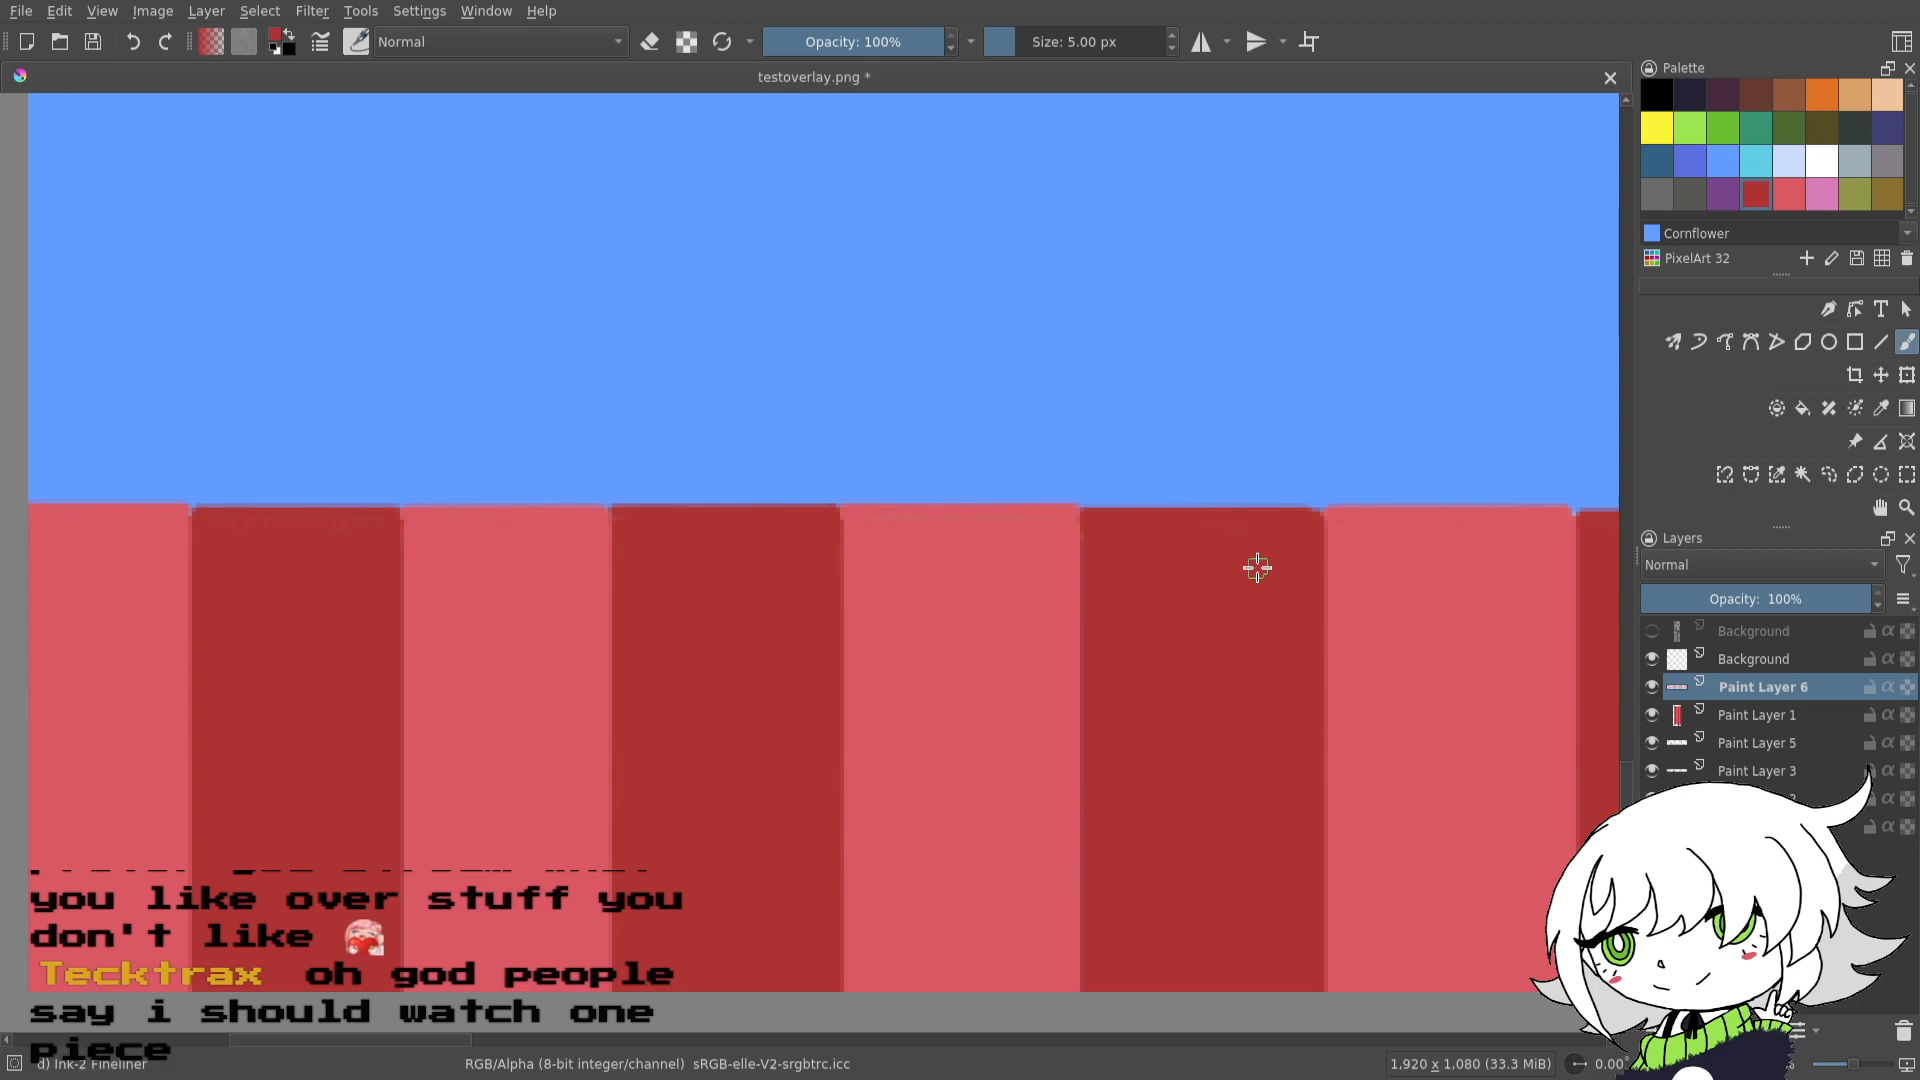 File Edit View Image Layer Select Filter Tools Settings Window Help
Normal Opacity: 100% Size: 5.00 px
testoverlay.png *
Palette
Cornflower
PixelArt 32
Layers
Normal
Opacity: 100%
Background
Background
Paint Layer 6
Paint Layer 1
Paint Layer 5
Paint Layer 3
you like over stuff you
don't like
Tecktrax oh god people
say i should watch one
piece
d) Ink-2 Fineliner RGB/Alpha (8-bit integer/channel) sRGB-elle-V2-srgbtrc.icc 1,920 x 1,080 (33.3 MiB) 0.00°